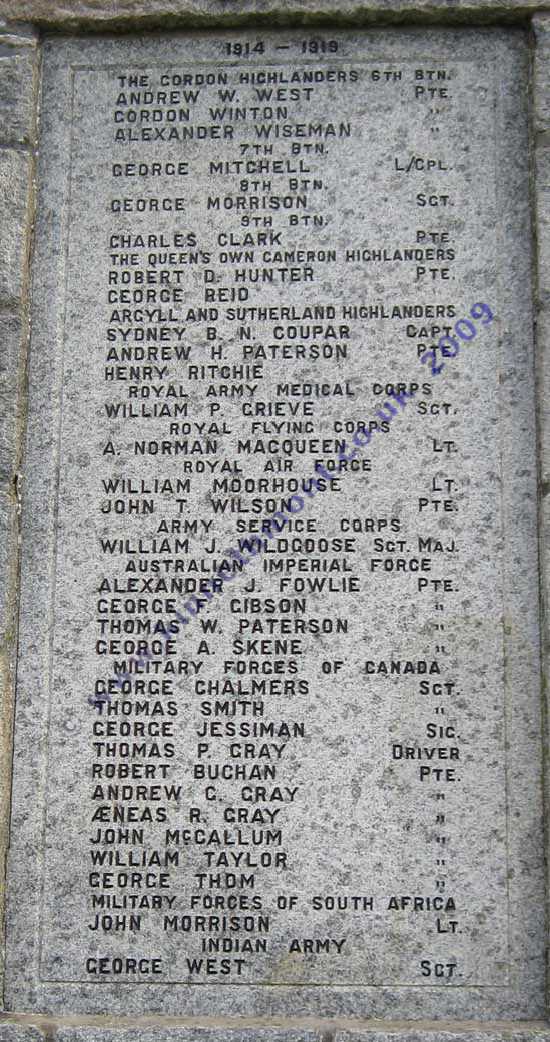 1914 – 1919
THE GORDON HIGHLANDERS 6TH BTN.
ANDREW W. WEST PTE.
GORDON WINTON "
ALEXANDER WISEMAN "
7TH BTN.
GEORGE MITCHELL L/CPL.
8TH BTN.
GEORGE MORRISON SGT.
9TH BTN.
CHARLES CLARK PTE.
THE QUEEN'S OWN CAMERON HIGHLANDERS
ROBERT D. HUNTER PTE.
GEORGE REID
ARGYLL AND SUTHERLAND HIGHLANDERS
SYDNEY B. N. COUPAR CAPT.
ANDREW H. PATERSON PTE.
HENRY RITCHIE "
ROYAL ARMY MEDICAL CORPS
WILLIAM P. GRIEVE SGT.
ROYAL FLYING CORPS
A. NORMAN MACQUEEN LT.
ROYAL AIR FORCE
WILLIAM MOORHOUSE LT.
JOHN T. WILSON PTE.
ARMY SERVICE CORPS
WILLIAM J. WILDGOOSE SGT. MAJ.
AUSTRALIAN IMPERIAL FORCE
ALEXANDER J. FOWLIE PTE.
GEORGE F. GIBSON "
THOMAS W. PATERSON "
GEORGE A. SKENE "
MILITARY FORCES OF CANADA
GEORGE CHALMERS SGT.
THOMAS SMITH "
GEORGE JESSIMAN SIG.
THOMAS P. GRAY DRIVER
ROBERT BUCHAN PTE.
ANDREW G. GRAY "
ÆNEAS R. GRAY "
JOHN McCALLUM "
WILLIAM TAYLOR "
GEORGE THOM "
MILITARY FORCES OF SOUTH AFRICA
JOHN MORRISON LT.
INDIAN ARMY
GEORGE WEST SGT.
2009